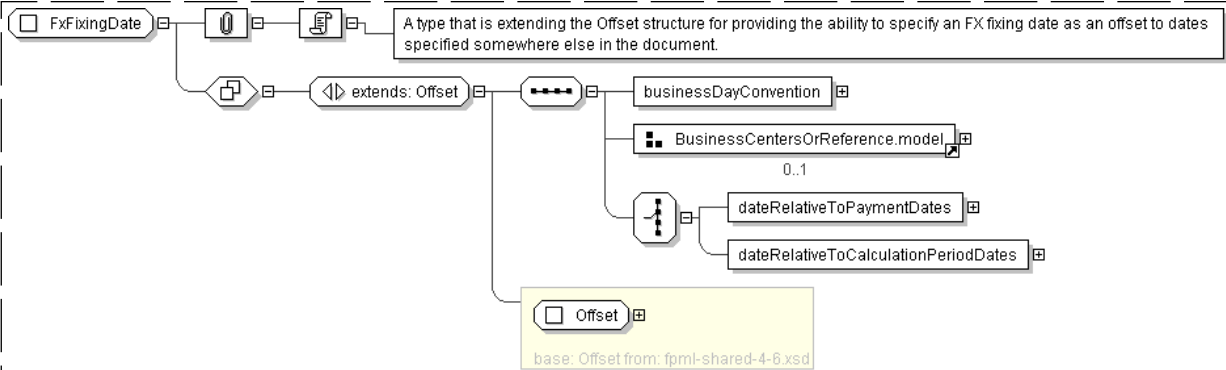 FxFixingDate
A type that is extending the Offset structure for providing the ability to specify an FX fixing date as an offset to dates
specified somewhere else in the document.
extends: Offset
businessDayConvention
BusinessCentersOrReference.model
0..1
dateRelativeToPaymentDates
dateRelativeToCalculationPeriodDates
Offset
base: Offset from: fpml-shared-4-6.xsd